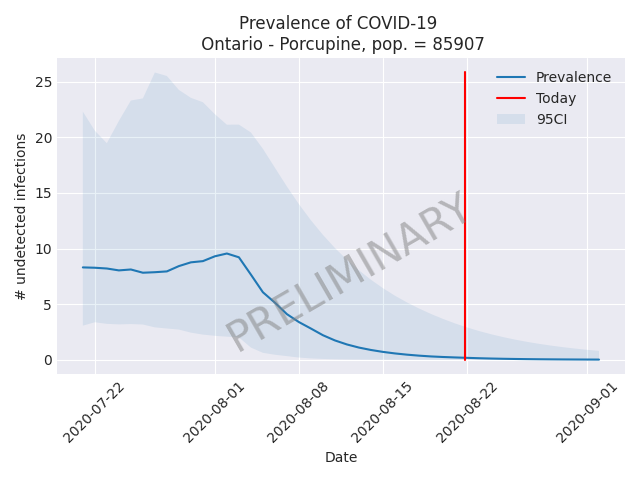 Prevalence of COVID-19
Ontario - Porcupine, pop. = 85907
Prevalence
Today
95CI
PRELIMINARY
# undetected infections
25
20
15
10
5
0
2020-07-22
2020-08-01
2020-08-08
2020-08-15
2020-08-22
2020-09-01
Date